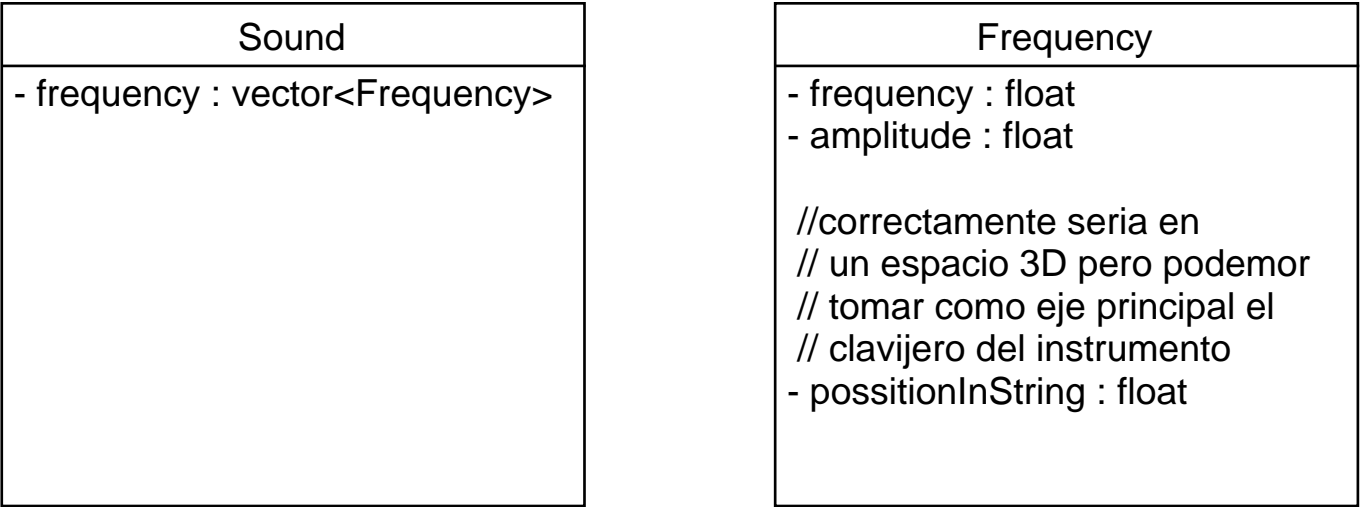 Sound
- frequency : vector<Frequency>
Frequency
- frequency : float
- amplitude : float
//correctamente seria en
// un espacio 3D pero podemor
// tomar como eje principal el
// clavijero del instrumento
- possitionInString : float